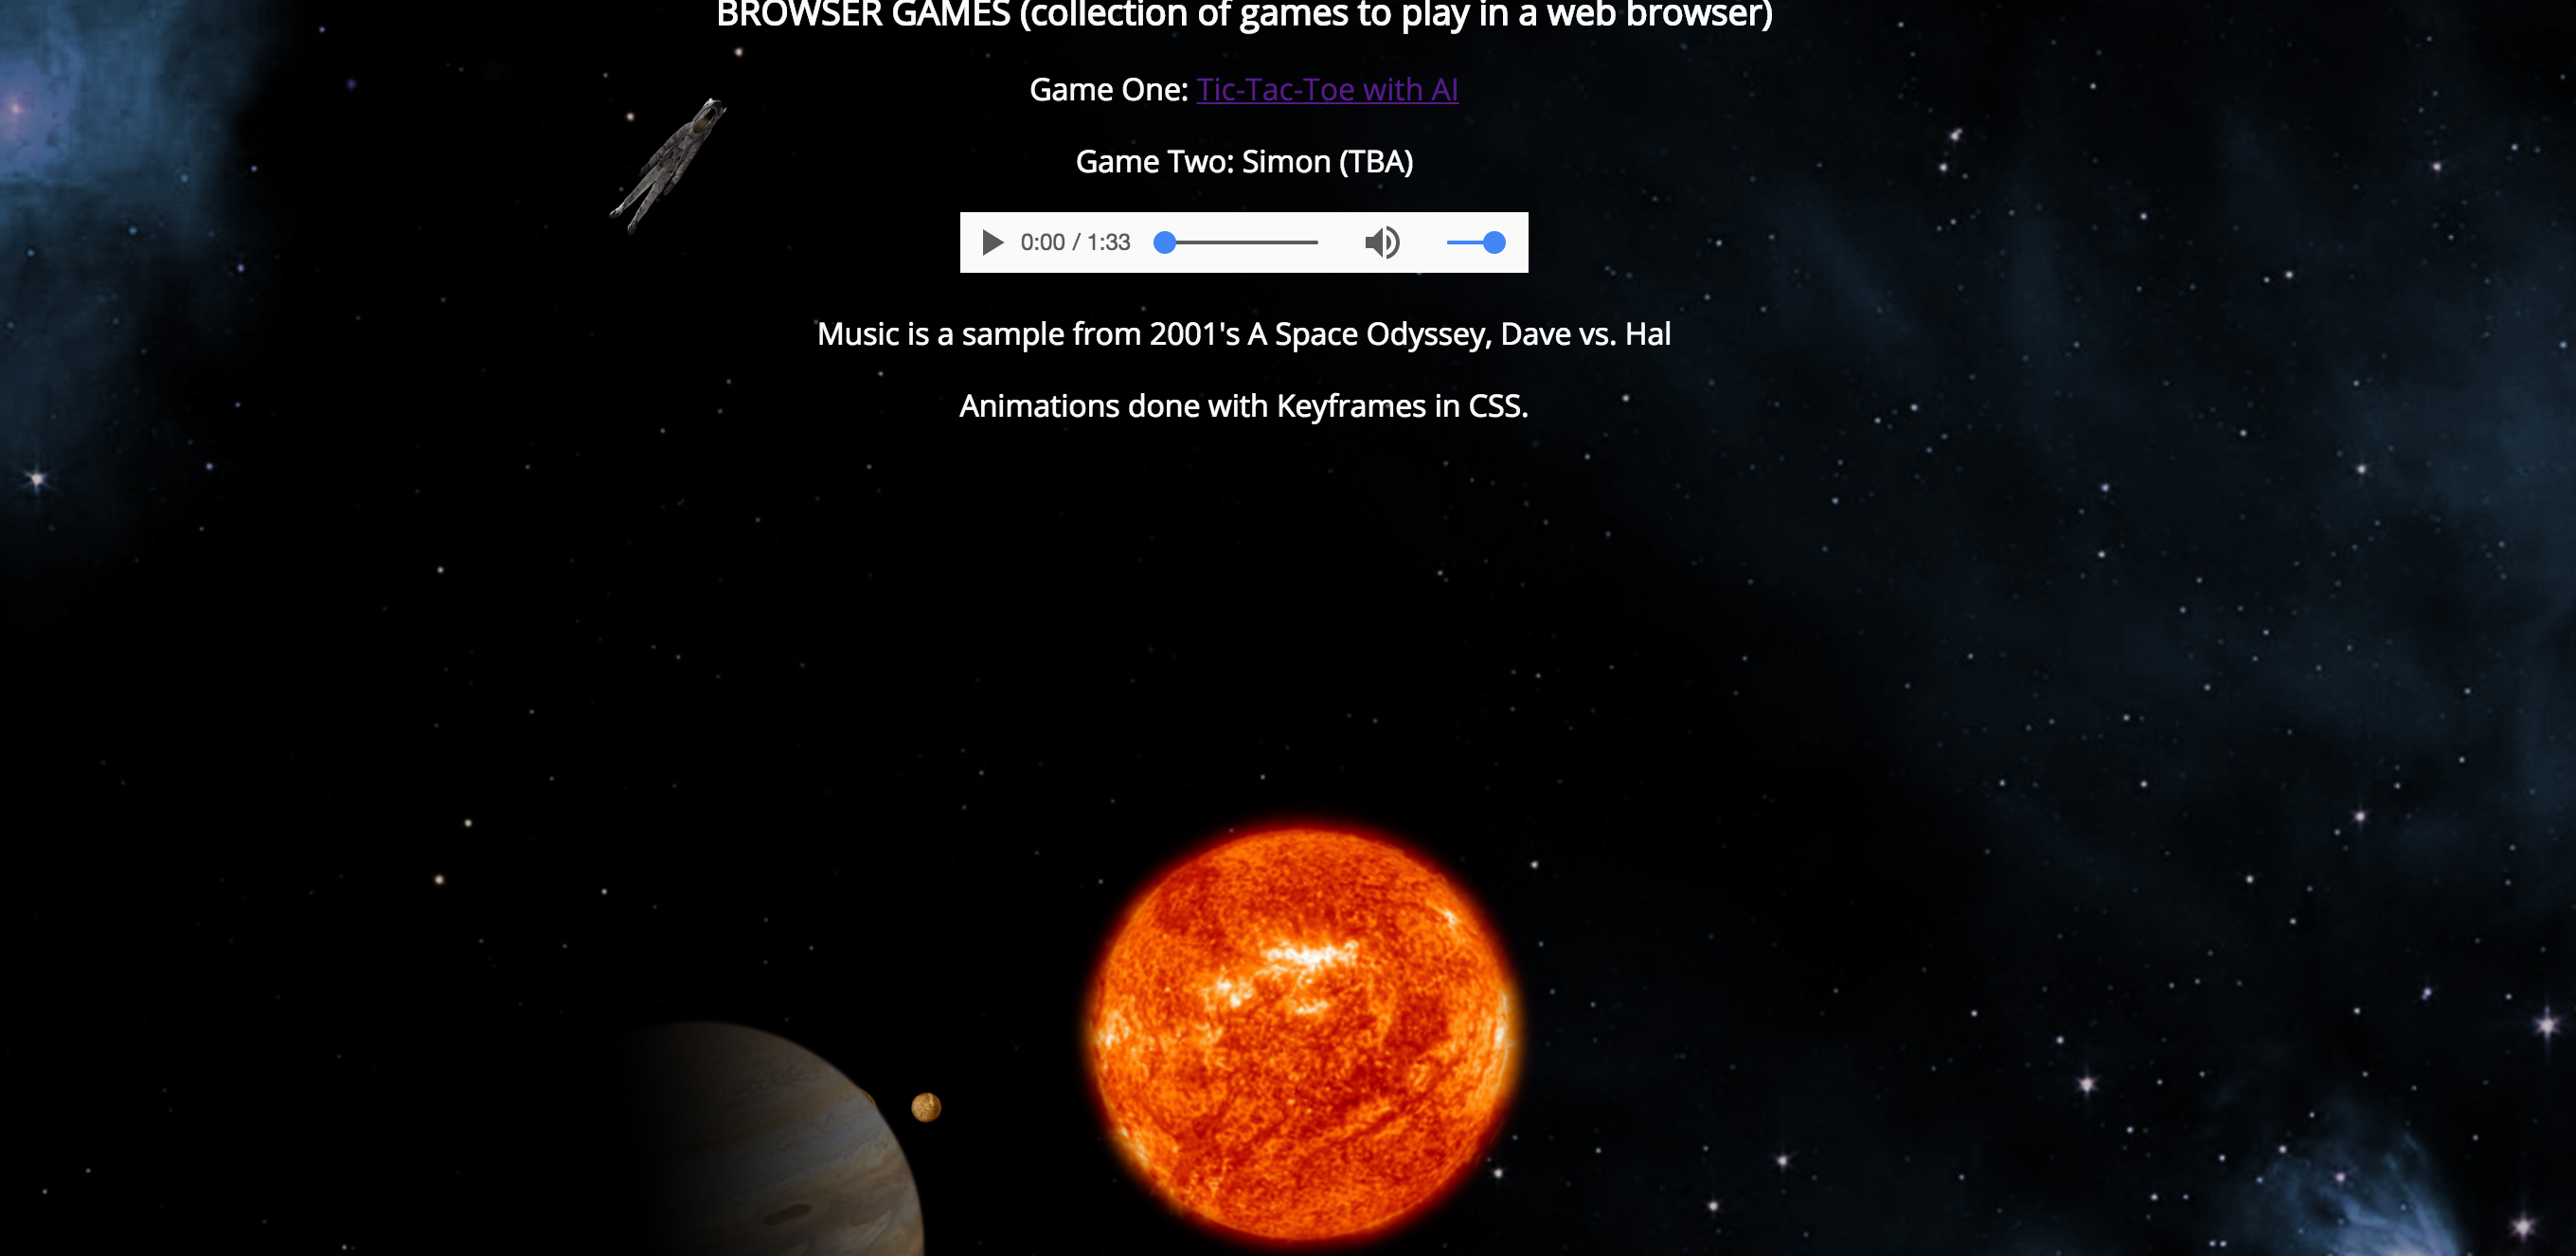 BROWSER GAMES (collection of games to play in a web browser)
Game One: Tic-Tac-Toe with AI
Game Two: Simon (TBA)
0:00 / 1:33
Music is a sample from 2001's A Space Odyssey, Dave vs. Hal
Animations done with Keyframes in CSS.